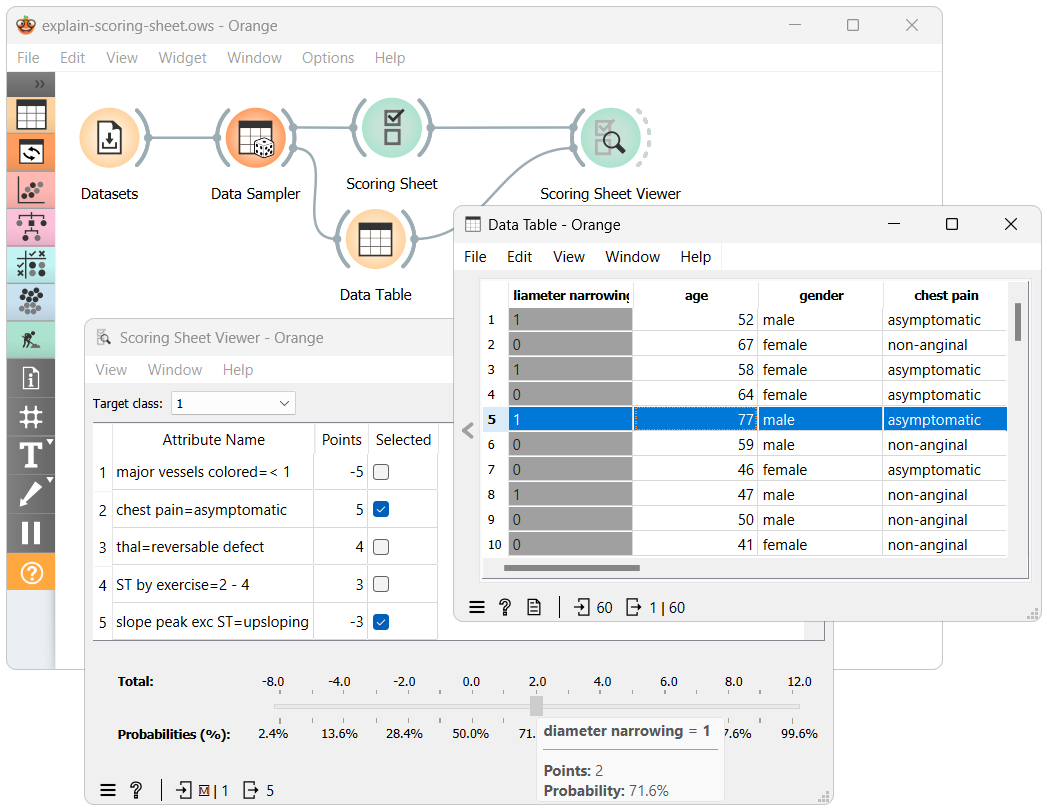 explain-scoring-sheet.ows - Orange
File Edit View Widget Window Options Help
Datasets
Data Sampler
Scoring Sheet
Scoring Sheet Viewer
Data Table
Data Table - Orange
File Edit View Window Help
liameter narrowing age gender chest pain
1 1 52 male asymptomatic
2 0 67 female non-anginal
3 1 58 female asymptomatic
4 0 64 female asymptomatic
5 1 77 male asymptomatic
6 0 59 male non-anginal
7 0 46 female asymptomatic
8 1 47 male non-anginal
9 0 50 male non-anginal
10 0 41 female non-anginal
60 1 | 60
Scoring Sheet Viewer - Orange
View Window Help
Target class: 1
Attribute Name Points Selected
1 major vessels colored=< 1 -5
2 chest pain=asymptomatic 5
3 thal=reversable defect 4
4 ST by exercise=2 - 4 3
5 slope peak exc ST=upsloping -3
Total: -8.0 -4.0 -2.0 0.0 2.0 4.0 6.0 8.0 12.0
Probabilities (%): 2.4% 13.6% 28.4% 50.0% 71. 7.6% 99.6%
diameter narrowing = 1
Points: 2
Probability: 71.6%
M | 1 5